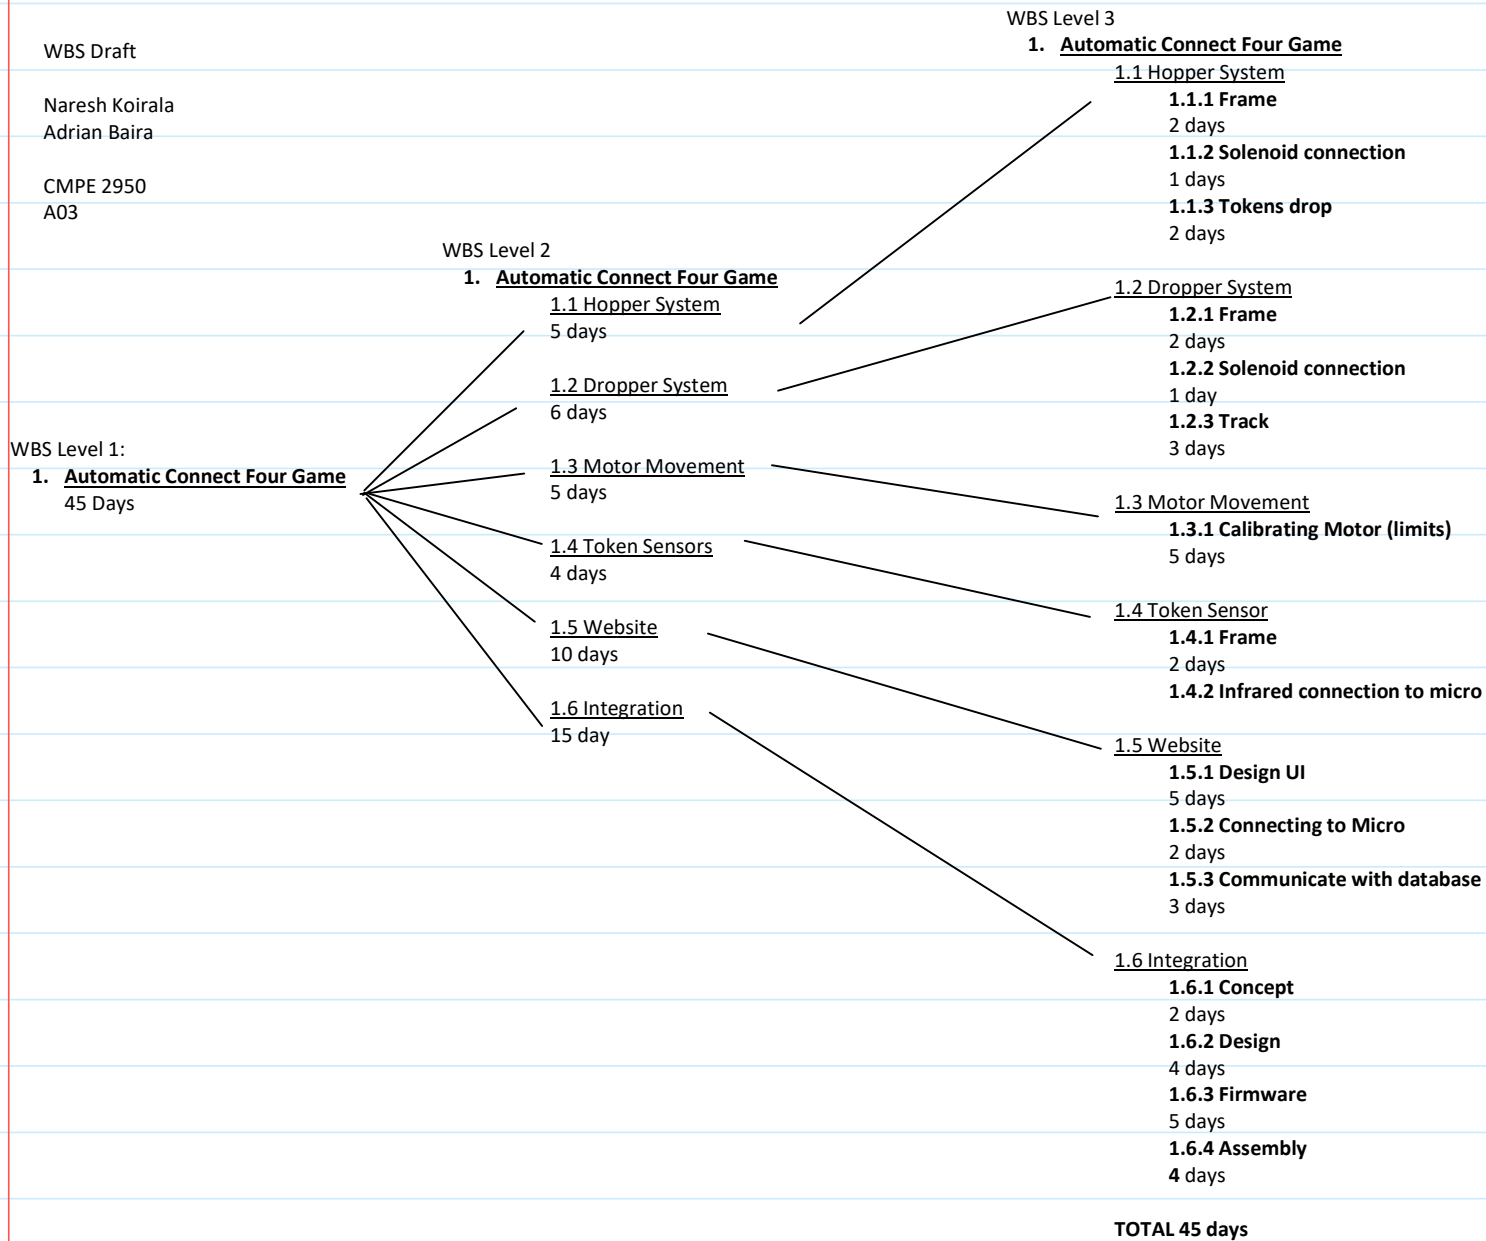 WBS Draft
Naresh Koirala
Adrian Baira
CMPE 2950
A03
WBS Level 1:
1. Automatic Connect Four Game
45 Days
WBS Level 2
1. Automatic Connect Four Game
1.1 Hopper System
5 days
1.2 Dropper System
6 days
1.3 Motor Movement
5 days
1.4 Token Sensors
4 days
1.5 Website
10 days
1.6 Integration
15 day
WBS Level 3
1. Automatic Connect Four Game
1.1 Hopper System
1.1.1 Frame
2 days
1.1.2 Solenoid connection
1 days
1.1.3 Tokens drop
2 days
1.2 Dropper System
1.2.1 Frame
2 days
1.2.2 Solenoid connection
1 day
1.2.3 Track
3 days
1.3 Motor Movement
1.3.1 Calibrating Motor (limits)
5 days
1.4 Token Sensor
1.4.1 Frame
2 days
1.4.2 Infrared connection to micro
1.5 Website
1.5.1 Design UI
5 days
1.5.2 Connecting to Micro
2 days
1.5.3 Communicate with database
3 days
1.6 Integration
1.6.1 Concept
2 days
1.6.2 Design
4 days
1.6.3 Firmware
5 days
1.6.4 Assembly
4 days
TOTAL 45 days